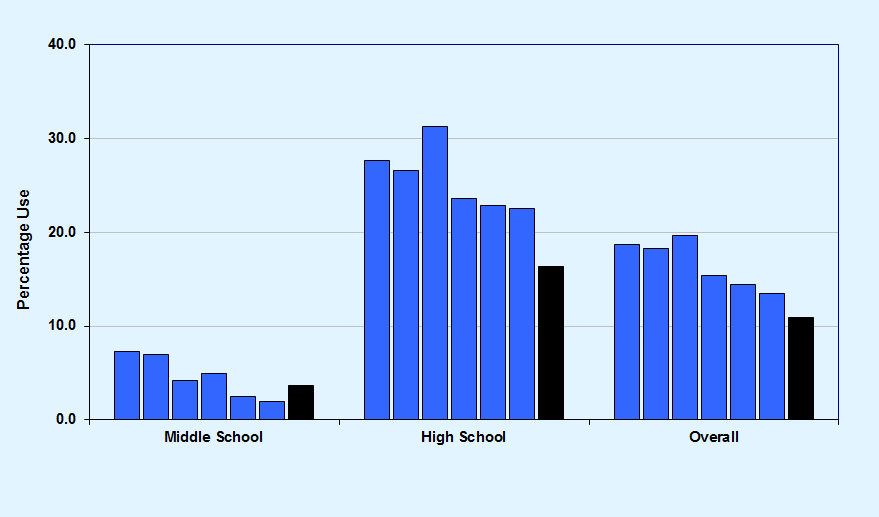 40.0
30.0
20.0
10.0
0.0
Percentage Use
Middle School
High School
Overall